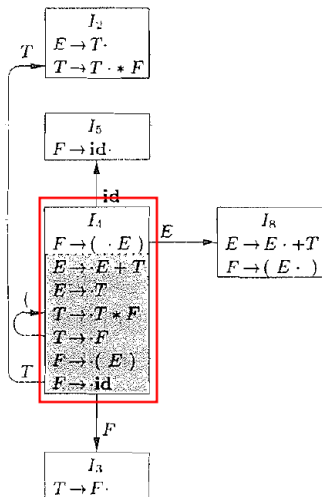 I₂
E → T·
T → T · * F
T
I₅
F → id·
id
I₄
F → ( · E )
E → ·E + T
E → ·T
T → ·T * F
T → ·F
F → ·( E )
F → ·id
(
T
E
I₈
E → E · + T
F → ( E · )
F
I₃
T → F·